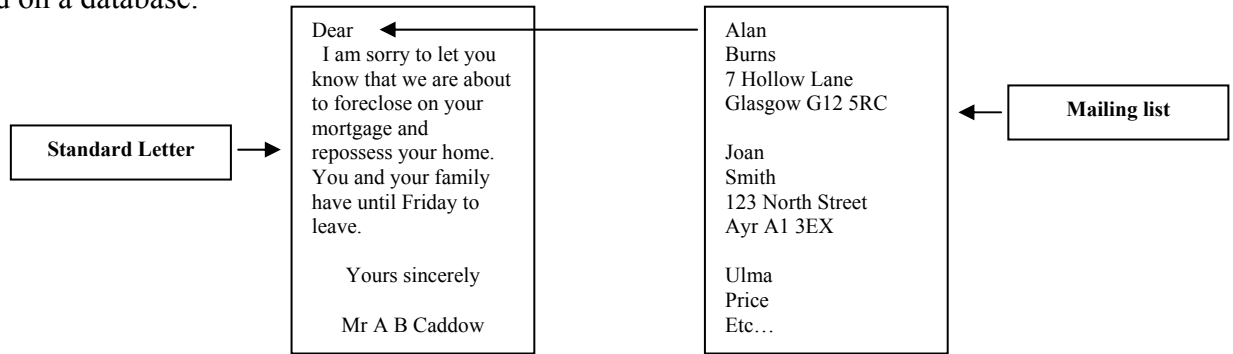 d on a database.
Dear
I am sorry to let you
know that we are about
to foreclose on your
mortgage and
repossess your home.
You and your family
have until Friday to
leave.
Yours sincerely
Mr A B Caddow
Alan
Burns
7 Hollow Lane
Glasgow G12 5RC
Joan
Smith
123 North Street
Ayr A1 3EX
Ulma
Price
Etc…
Standard Letter
Mailing list